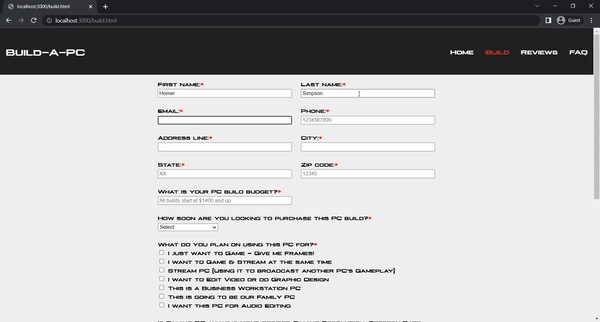 localhost:3000/build.html
localhost:3000/build.html
Guest
Build-A-PC
Home Build Reviews FAQ
First name:* Last name:*
Homer Simpson
Email:* Phone:*
1234567890
Address line:* City:*
State:* Zip code:*
XX 12345
What is your PC build budget?*
All builds start at $1400 and up
How soon are you looking to purchase this PC build?*
Select
What do you plan on using this PC for?*
I just want to Game - Give me Frames!
I want to Game & Stream at the same time
Stream PC (Using it to broadcast another PC's Gameplay)
I want to Edit Video or do Graphic Design
This is a Business Workstation PC
This is going to be our Family PC
I want this PC for Audio Editing